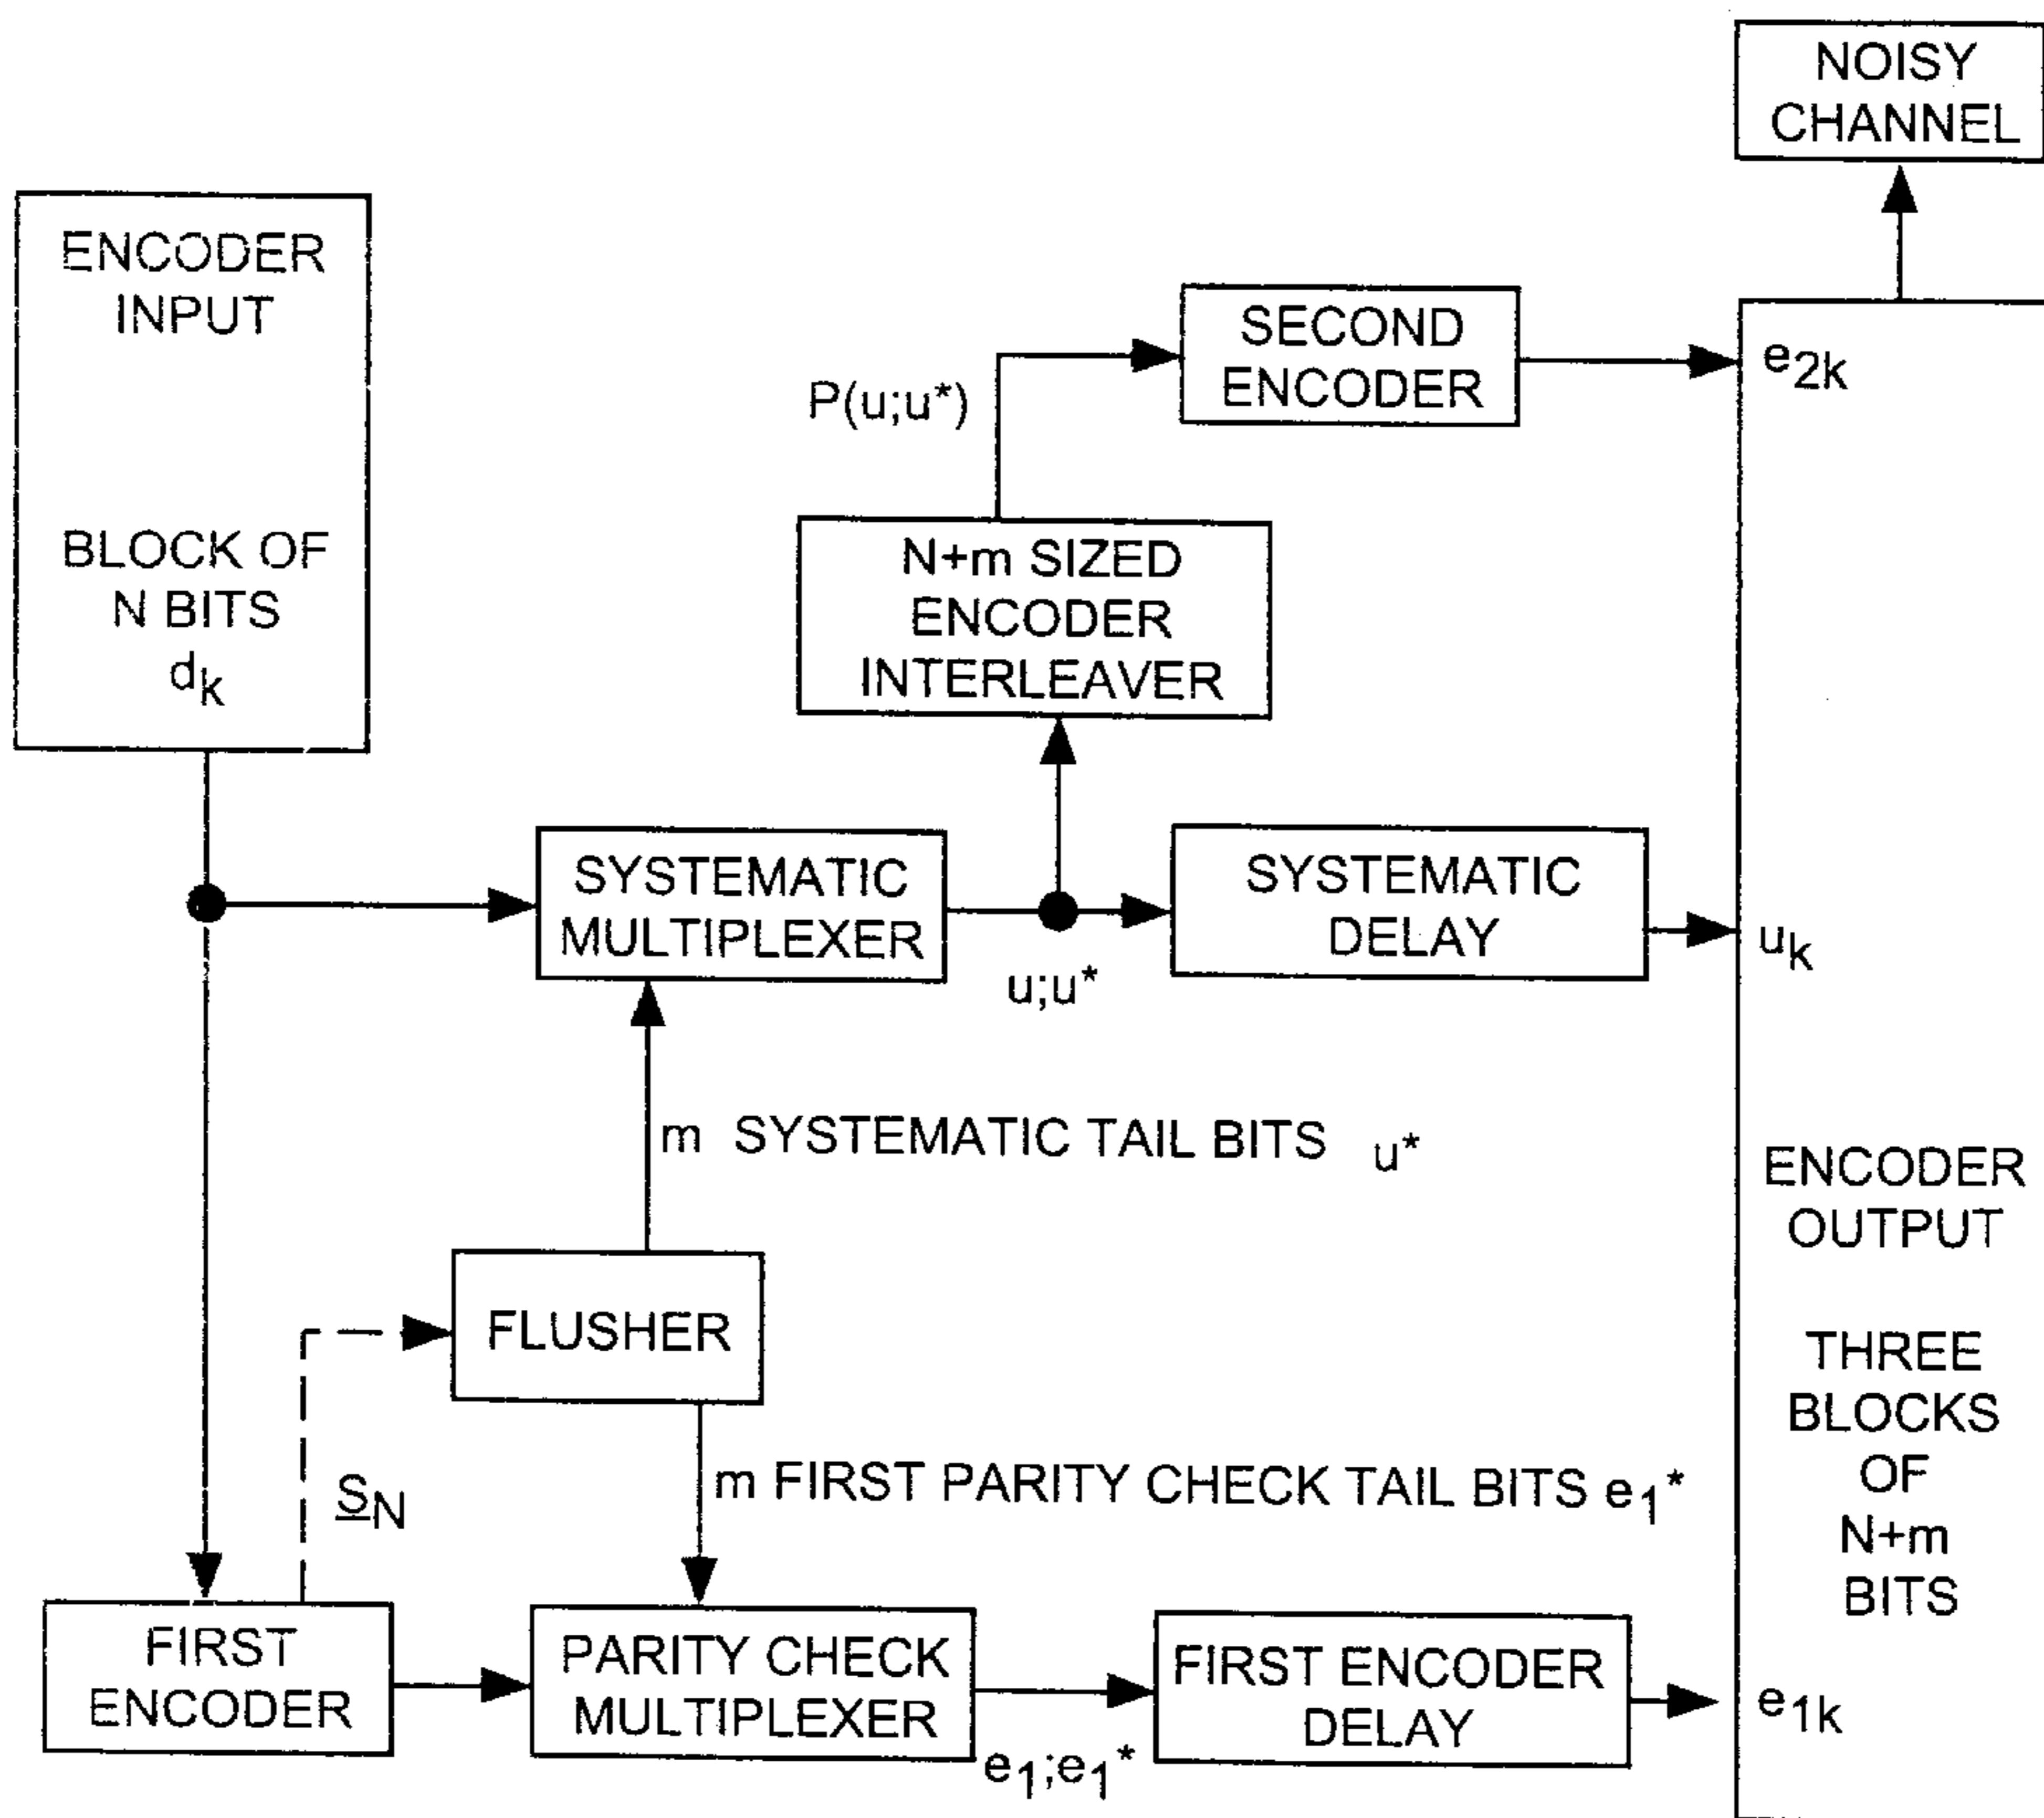 NOISY
CHANNEL
ENCODER
INPUT
BLOCK OF
N BITS
dk
SECOND
ENCODER
e2k
P(u;u*)
N+m SIZED
ENCODER
INTERLEAVER
SYSTEMATIC
MULTIPLEXER
u;u*
SYSTEMATIC
DELAY
uk
m SYSTEMATIC TAIL BITS u*
FLUSHER
SN
m FIRST PARITY CHECK TAIL BITS e1*
ENCODER
OUTPUT
THREE
BLOCKS
OF
N+m
BITS
FIRST
ENCODER
PARITY CHECK
MULTIPLEXER
e1;e1*
FIRST ENCODER
DELAY
e1k